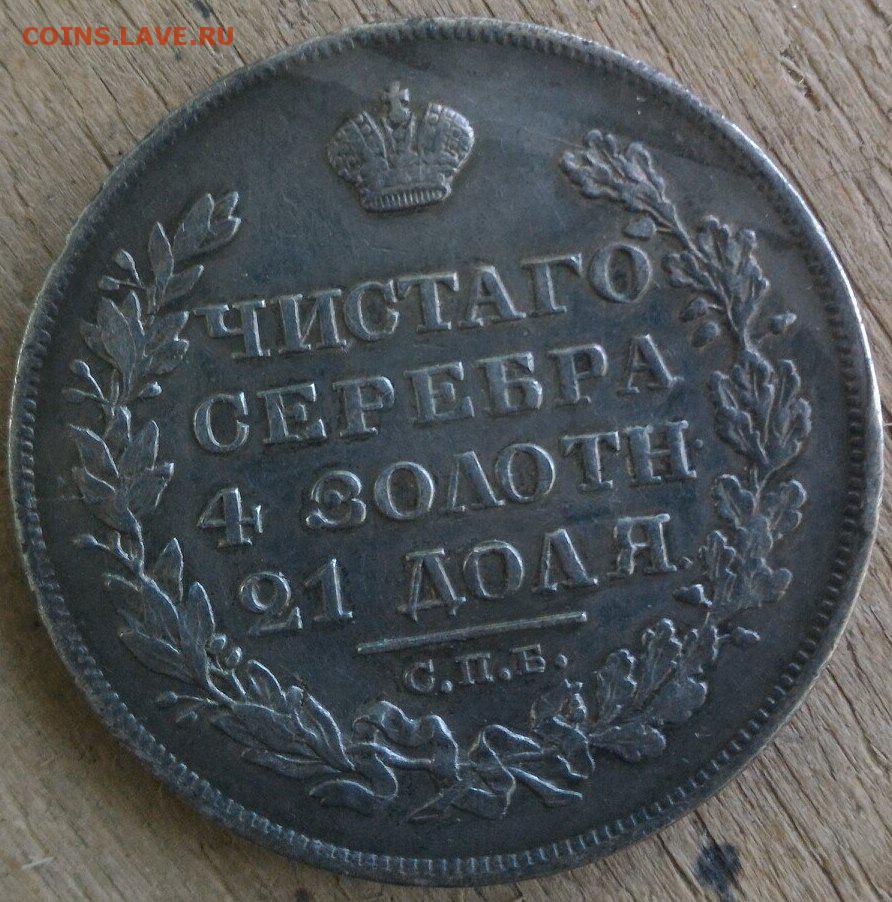 COINS.LAVE.RU
ЧИСТАГО
СЕРЕБРА
4 ЗОЛОТН.
21 ДОЛЯ.
С.П.Б.